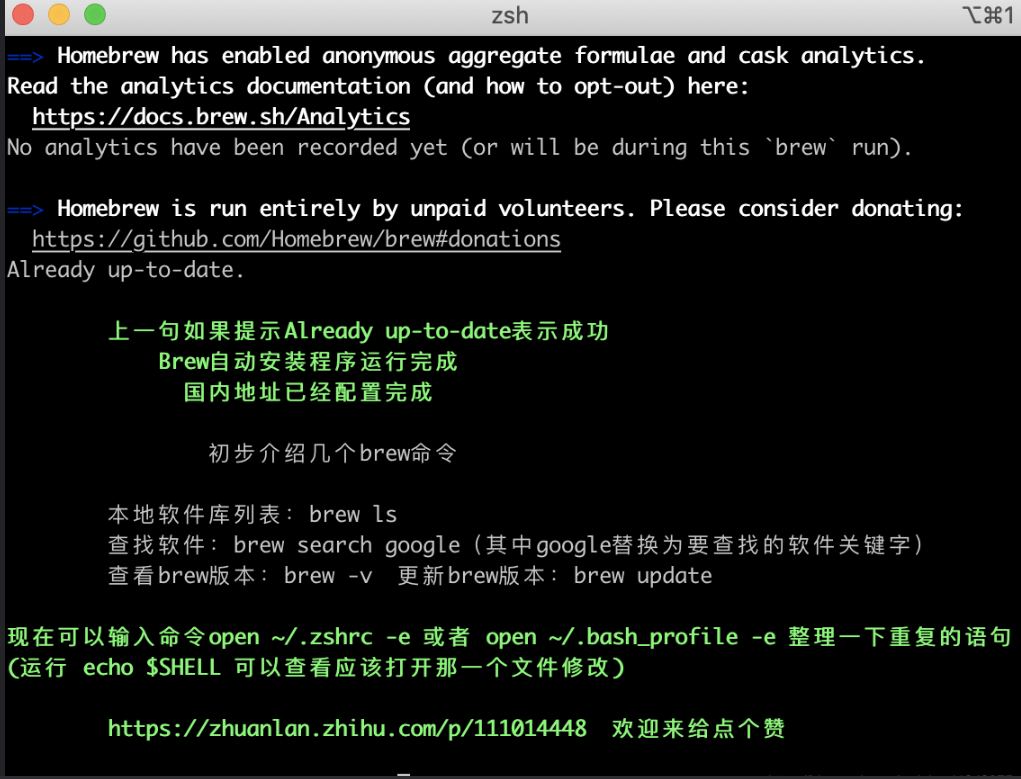 zsh
⌥⌘1
==> Homebrew has enabled anonymous aggregate formulae and cask analytics.
Read the analytics documentation (and how to opt-out) here:
https://docs.brew.sh/Analytics
No analytics have been recorded yet (or will be during this `brew` run).
==> Homebrew is run entirely by unpaid volunteers. Please consider donating:
https://github.com/Homebrew/brew#donations
Already up-to-date.
上一句如果提示Already up-to-date表示成功
Brew自动安装程序运行完成
国内地址已经配置完成
初步介绍几个brew命令
本地软件库列表：brew ls
查找软件：brew search google（其中google替换为要查找的软件关键字）
查看brew版本：brew -v  更新brew版本：brew update
现在可以输入命令open ~/.zshrc -e 或者 open ~/.bash_profile -e 整理一下重复的语句
(运行 echo $SHELL 可以查看应该打开那一个文件修改)
https://zhuanlan.zhihu.com/p/111014448  欢迎来给点个赞